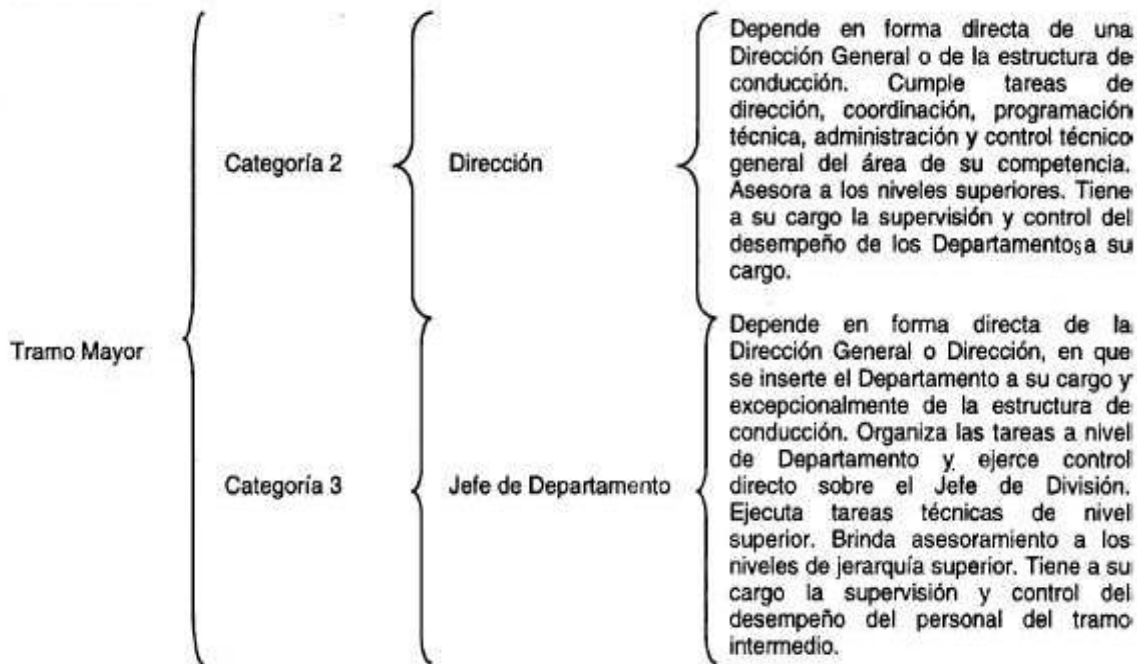 Tramo Mayor
Categoría 2
Dirección
Depende en forma directa de una
Dirección General o de la estructura de
conducción. Cumple tareas de
dirección, coordinación, programación
técnica, administración y control técnico
general del área de su competencia.
Asesora a los niveles superiores. Tiene
a su cargo la supervisión y control del
desempeño de los Departamentos a su
cargo.
Categoría 3
Jefe de Departamento
Depende en forma directa de la
Dirección General o Dirección, en que
se inserte el Departamento a su cargo y
excepcionalmente de la estructura de
conducción. Organiza las tareas a nivel
de Departamento y ejerce control
directo sobre el Jefe de División.
Ejecuta tareas técnicas de nivel
superior. Brinda asesoramiento a los
niveles de jerarquía superior. Tiene a su
cargo la supervisión y control del
desempeño del personal del tramo
intermedio.